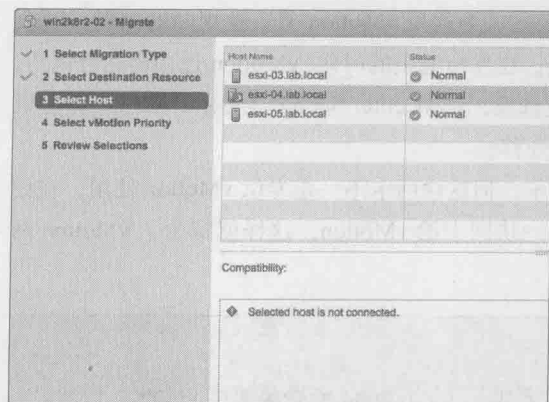 win2k8r2-02 - Migrate
1 Select Migration Type
2 Select Destination Resource
3 Select Host
4 Select vMotion Priority
5 Review Selections
Host Name Status
esxi-03.lab.local Normal
esxi-04.lab.local Normal
esxi-05.lab.local Normal
Compatibility:
Selected host is not connected.